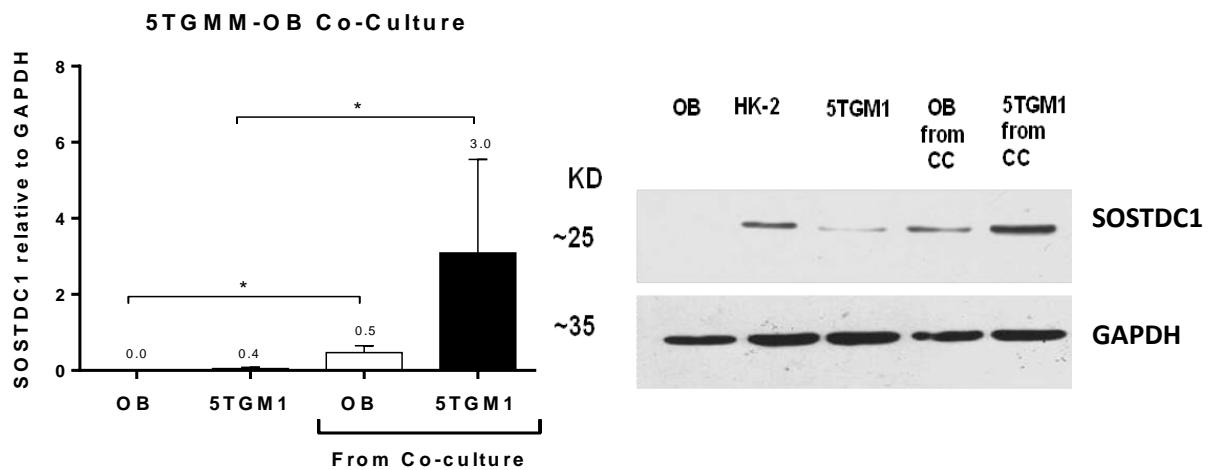 5TGMM-OB Co-Culture
SOSTDC1 relative to GAPDH
8
6
4
2
0
*
*
0.0
0.4
0.5
3.0
OB 5TGM1 OB 5TGM1
From Co-culture
KD
~25
~35
OB HK-2 5TGM1 OB from CC 5TGM1 from CC
SOSTDC1
GAPDH